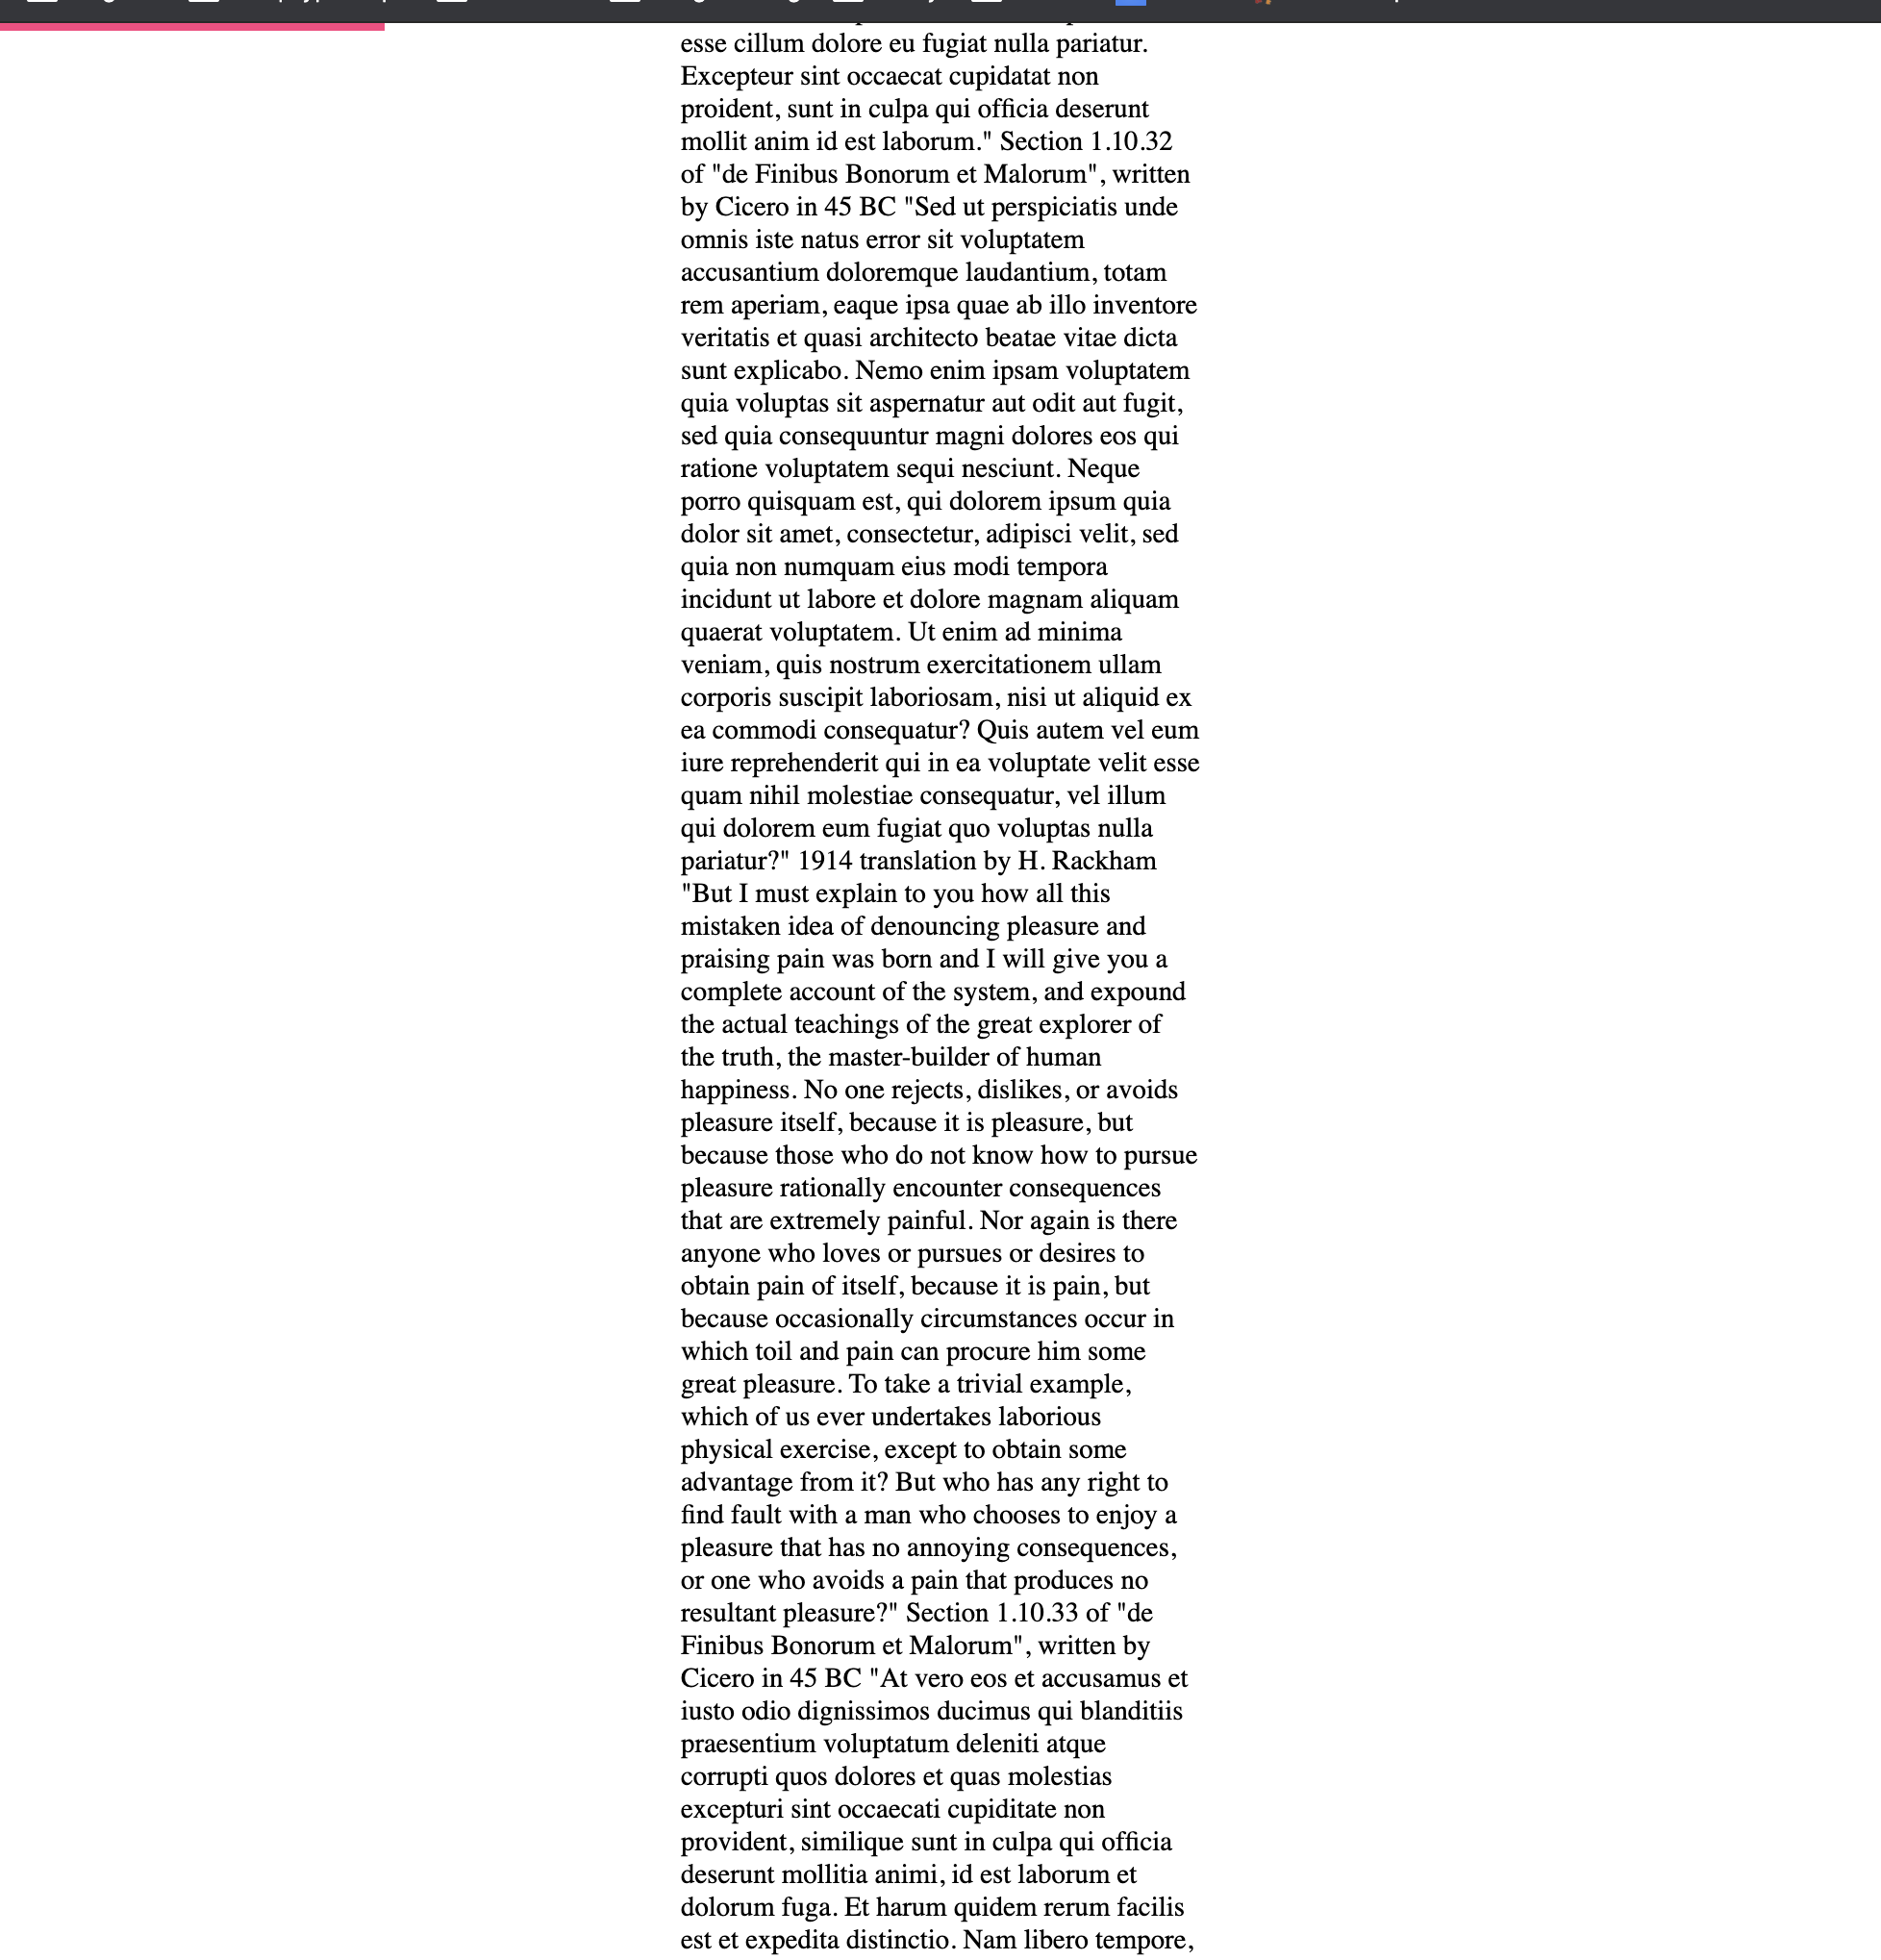 esse cillum dolore eu fugiat nulla pariatur.
Excepteur sint occaecat cupidatat non
proident, sunt in culpa qui officia deserunt
mollit anim id est laborum." Section 1.10.32
of "de Finibus Bonorum et Malorum", written
by Cicero in 45 BC "Sed ut perspiciatis unde
omnis iste natus error sit voluptatem
accusantium doloremque laudantium, totam
rem aperiam, eaque ipsa quae ab illo inventore
veritatis et quasi architecto beatae vitae dicta
sunt explicabo. Nemo enim ipsam voluptatem
quia voluptas sit aspernatur aut odit aut fugit,
sed quia consequuntur magni dolores eos qui
ratione voluptatem sequi nesciunt. Neque
porro quisquam est, qui dolorem ipsum quia
dolor sit amet, consectetur, adipisci velit, sed
quia non numquam eius modi tempora
incidunt ut labore et dolore magnam aliquam
quaerat voluptatem. Ut enim ad minima
veniam, quis nostrum exercitationem ullam
corporis suscipit laboriosam, nisi ut aliquid ex
ea commodi consequatur? Quis autem vel eum
iure reprehenderit qui in ea voluptate velit esse
quam nihil molestiae consequatur, vel illum
qui dolorem eum fugiat quo voluptas nulla
pariatur?" 1914 translation by H. Rackham
"But I must explain to you how all this
mistaken idea of denouncing pleasure and
praising pain was born and I will give you a
complete account of the system, and expound
the actual teachings of the great explorer of
the truth, the master-builder of human
happiness. No one rejects, dislikes, or avoids
pleasure itself, because it is pleasure, but
because those who do not know how to pursue
pleasure rationally encounter consequences
that are extremely painful. Nor again is there
anyone who loves or pursues or desires to
obtain pain of itself, because it is pain, but
because occasionally circumstances occur in
which toil and pain can procure him some
great pleasure. To take a trivial example,
which of us ever undertakes laborious
physical exercise, except to obtain some
advantage from it? But who has any right to
find fault with a man who chooses to enjoy a
pleasure that has no annoying consequences,
or one who avoids a pain that produces no
resultant pleasure?" Section 1.10.33 of "de
Finibus Bonorum et Malorum", written by
Cicero in 45 BC "At vero eos et accusamus et
iusto odio dignissimos ducimus qui blanditiis
praesentium voluptatum deleniti atque
corrupti quos dolores et quas molestias
excepturi sint occaecati cupiditate non
provident, similique sunt in culpa qui officia
deserunt mollitia animi, id est laborum et
dolorum fuga. Et harum quidem rerum facilis
est et expedita distinctio. Nam libero tempore,